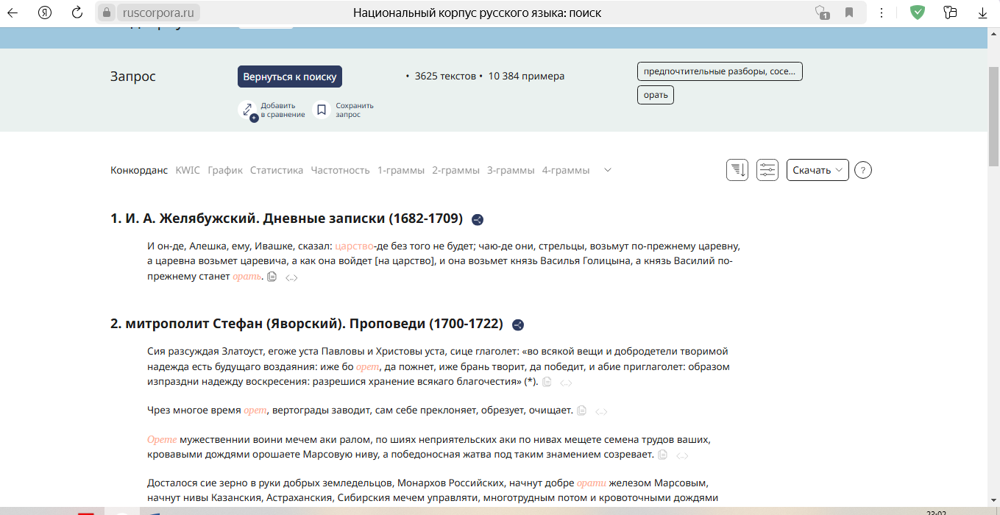 Я ruscorpora.ru Национальный корпус русского языка: поиск 1
Запрос Вернуться к поиску • 3625 текстов • 10 384 примера предпочтительные разборы, сосе...
орать
Добавить Сохранить
в сравнение запрос
Конкорданс KWIC График Статистика Частотность 1-граммы 2-граммы 3-граммы 4-граммы Скачать ?
1. И. А. Желябужский. Дневные записки (1682-1709)
И он-де, Алешка, ему, Ивашке, сказал: царство-де без того не будет; чаю-де они, стрельцы, возьмут по-прежнему царевну,
а царевна возьмет царевича, а как она войдет [на царство], и она возьмет князь Василья Голицына, а князь Василий по-
прежнему станет орать. <...>
2. митрополит Стефан (Яворский). Проповеди (1700-1722)
Сия разсуждая Златоуст, егоже уста Павловы и Христовы уста, сице глаголет: «во всякой вещи и добродетели творимой
надежда есть будущаго воздаяния: иже бо орет, да пожнет, иже брань творит, да победит, и абие приглаголет: образом
изпраздни надежду воскресения: разрешися хранение всякаго благочестия» (*). <...>
Чрез многое время орет, вертограды заводит, сам себе преклоняет, обрезует, очищает. <...>
Орете мужественнии воини мечем аки ралом, по шиях неприятельских аки по нивах мещете семена трудов ваших,
кровавыми дождями орошаете Марсовую ниву, а победоносная жатва под таким знамением созревает. <...>
Досталося сие зерно в руки добрых земледельцов, Монархов Российских, начнут добре орати железом Марсовым,
начнут нивы Казанския, Астраханския, Сибирския мечем управляти, многотрудным потом и кровоточными дождями
23:02